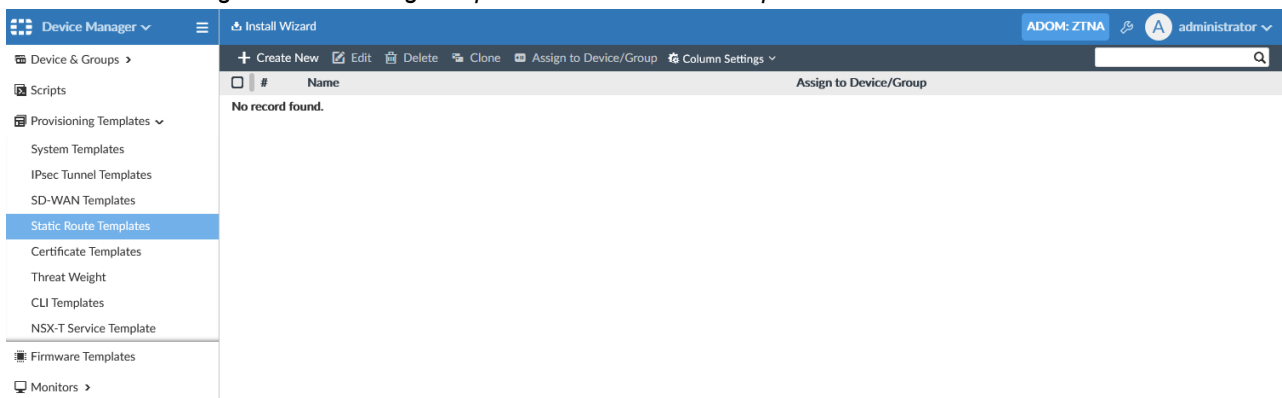 Device Manager
Install Wizard
ADOM: ZTNA
A
administrator
Device & Groups
Create New
Edit
Delete
Clone
Assign to Device/Group
Column Settings
Scripts
#
Name
Assign to Device/Group
No record found.
Provisioning Templates
System Templates
IPsec Tunnel Templates
SD-WAN Templates
Static Route Templates
Certificate Templates
Threat Weight
CLI Templates
NSX-T Service Template
Firmware Templates
Monitors